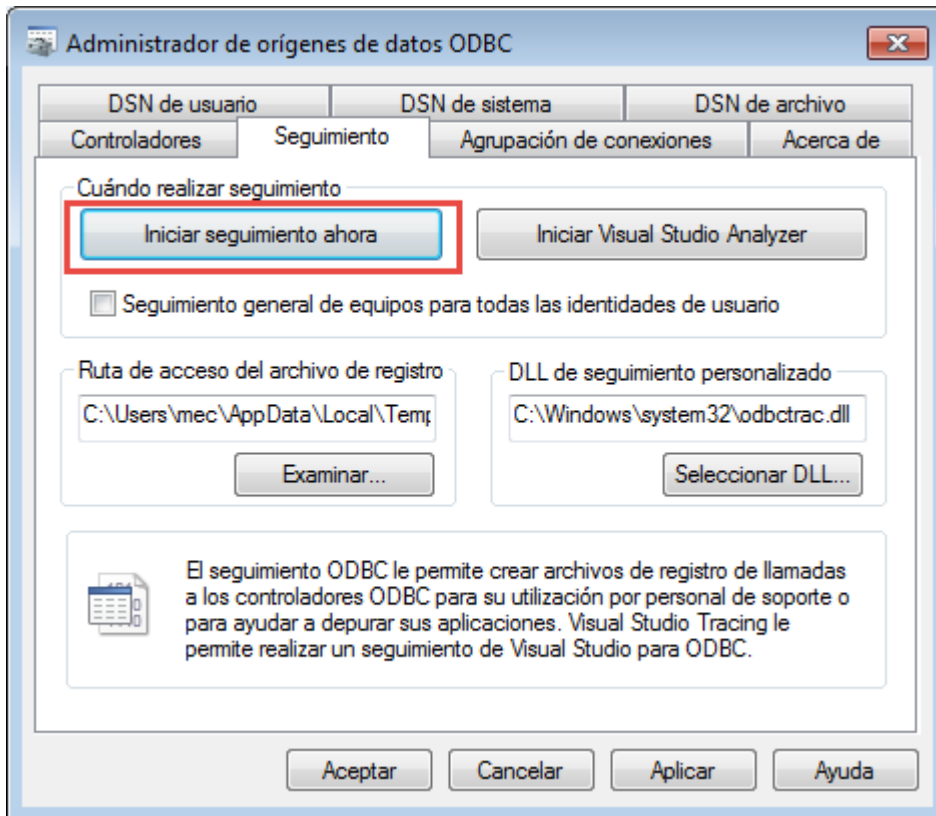 Administrador de orígenes de datos ODBC
DSN de usuario
DSN de sistema
DSN de archivo
Controladores
Seguimiento
Agrupación de conexiones
Acerca de
Cuándo realizar seguimiento
Iniciar seguimiento ahora
Iniciar Visual Studio Analyzer
Seguimiento general de equipos para todas las identidades de usuario
Ruta de acceso del archivo de registro
C:\Users\mec\AppData\Local\Temp
Examinar...
DLL de seguimiento personalizado
C:\Windows\system32\odbctrac.dll
Seleccionar DLL...
El seguimiento ODBC le permite crear archivos de registro de llamadas
a los controladores ODBC para su utilización por personal de soporte o
para ayudar a depurar sus aplicaciones. Visual Studio Tracing le
permite realizar un seguimiento de Visual Studio para ODBC.
Aceptar
Cancelar
Aplicar
Ayuda